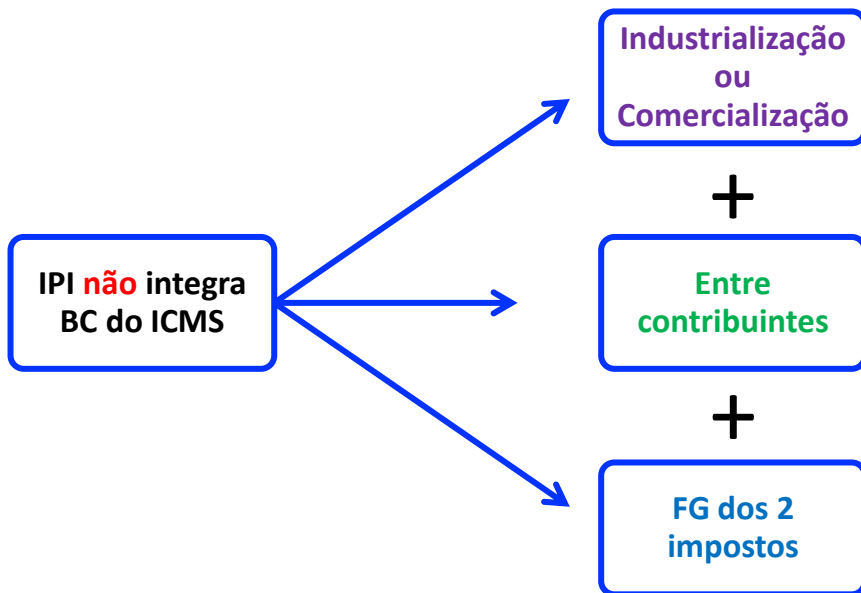 IPI não integra
BC do ICMS
Industrialização
ou
Comercialização
+
Entre
contribuintes
+
FG dos 2
impostos